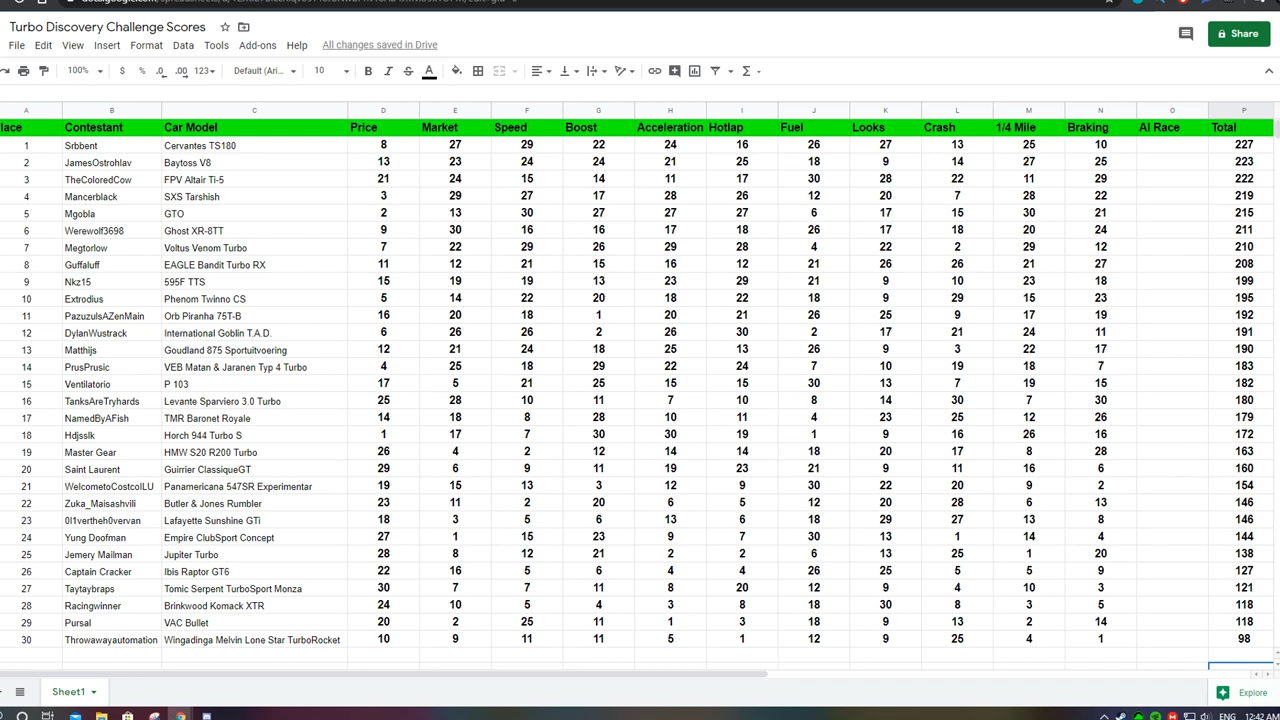 Turbo Discovery Challenge Scores
File Edit View Insert Format Data Tools Add-ons Help All changes saved in Drive
Share
100% $ % .0 .00 123 Default (Ari... 10 B I S A
A B C D E F G H I J K L M N O P
lace Contestant Car Model Price Market Speed Boost Acceleration Hotlap Fuel Looks Crash 1/4 Mile Braking AI Race Total
1 Srbbent Cervantes TS180 8 27 29 22 24 16 26 27 13 25 10 227
2 JamesOstrohlav Baytoss V8 13 23 24 24 21 25 18 9 14 27 25 223
3 TheColoredCow FPV Altair Ti-5 21 24 15 14 11 17 30 28 22 11 29 222
4 Mancerblack SXS Tarshish 3 29 27 17 28 26 12 20 7 28 22 219
5 Mgobla GTO 2 13 30 27 27 27 6 17 15 30 21 215
6 Werewolf3698 Ghost XR-8TT 9 30 16 16 17 18 26 17 18 20 24 211
7 Megtorlow Voltus Venom Turbo 7 22 29 26 29 28 4 22 2 29 12 210
8 Guffaluff EAGLE Bandit Turbo RX 11 12 21 15 16 12 21 26 26 21 27 208
9 Nkz15 595F TTS 15 19 19 13 23 29 21 9 10 23 18 199
10 Extrodius Phenom Twinno CS 5 14 22 20 18 22 18 9 29 15 23 195
11 PazuzulsAZenMain Orb Piranha 75T-B 16 20 18 1 20 21 26 25 9 17 19 192
12 DylanWustrack International Goblin T.A.D. 6 26 26 2 26 30 2 17 21 24 11 191
13 Matthijs Goudland 875 Sportuitvoering 12 21 24 18 25 13 26 9 3 22 17 190
14 PrusPrusic VEB Matan & Jaranen Typ 4 Turbo 4 25 18 29 22 24 7 10 19 18 7 183
15 Ventilatorio P 103 17 5 21 25 15 15 30 13 7 19 15 182
16 TanksAreTryhards Levante Sparviero 3.0 Turbo 25 28 10 11 7 10 8 14 30 7 30 180
17 NamedByAFish TMR Baronet Royale 14 18 8 28 10 11 4 23 25 12 26 179
18 Hdjsslk Horch 944 Turbo S 1 17 7 30 30 19 1 9 16 26 16 172
19 Master Gear HMW S20 R200 Turbo 26 4 2 12 14 14 18 20 17 8 28 163
20 Saint Laurent Guirrier ClassiqueGT 29 6 9 11 19 23 21 9 11 16 6 160
21 WelcometoCostcoILU Panamericana 547SR Experimentar 19 15 13 3 12 9 30 22 20 9 2 154
22 Zuka_Maisashvili Butler & Jones Rumbler 23 11 2 20 6 5 12 20 28 6 13 146
23 0l1vertheh0vervan Lafayette Sunshine GTi 18 3 5 6 13 6 18 29 27 13 8 146
24 Yung Doofman Empire ClubSport Concept 27 1 15 23 9 7 30 13 1 14 4 144
25 Jemery Mailman Jupiter Turbo 28 8 12 21 2 2 6 13 25 1 20 138
26 Captain Cracker Ibis Raptor GT6 22 16 5 6 4 4 26 25 5 5 9 127
27 Taytaybraps Tomic Serpent TurboSport Monza 30 7 7 11 8 20 12 9 4 10 3 121
28 Racingwinner Brinkwood Komack XTR 24 10 5 4 3 8 18 30 8 3 5 118
29 Pursal VAC Bullet 20 2 25 11 1 3 18 9 13 2 14 118
30 Throwawayautomation Wingadinga Melvin Lone Star TurboRocket 10 9 11 11 5 1 12 9 25 4 1 98
Sheet1 Explore
ENG 12:42 AM